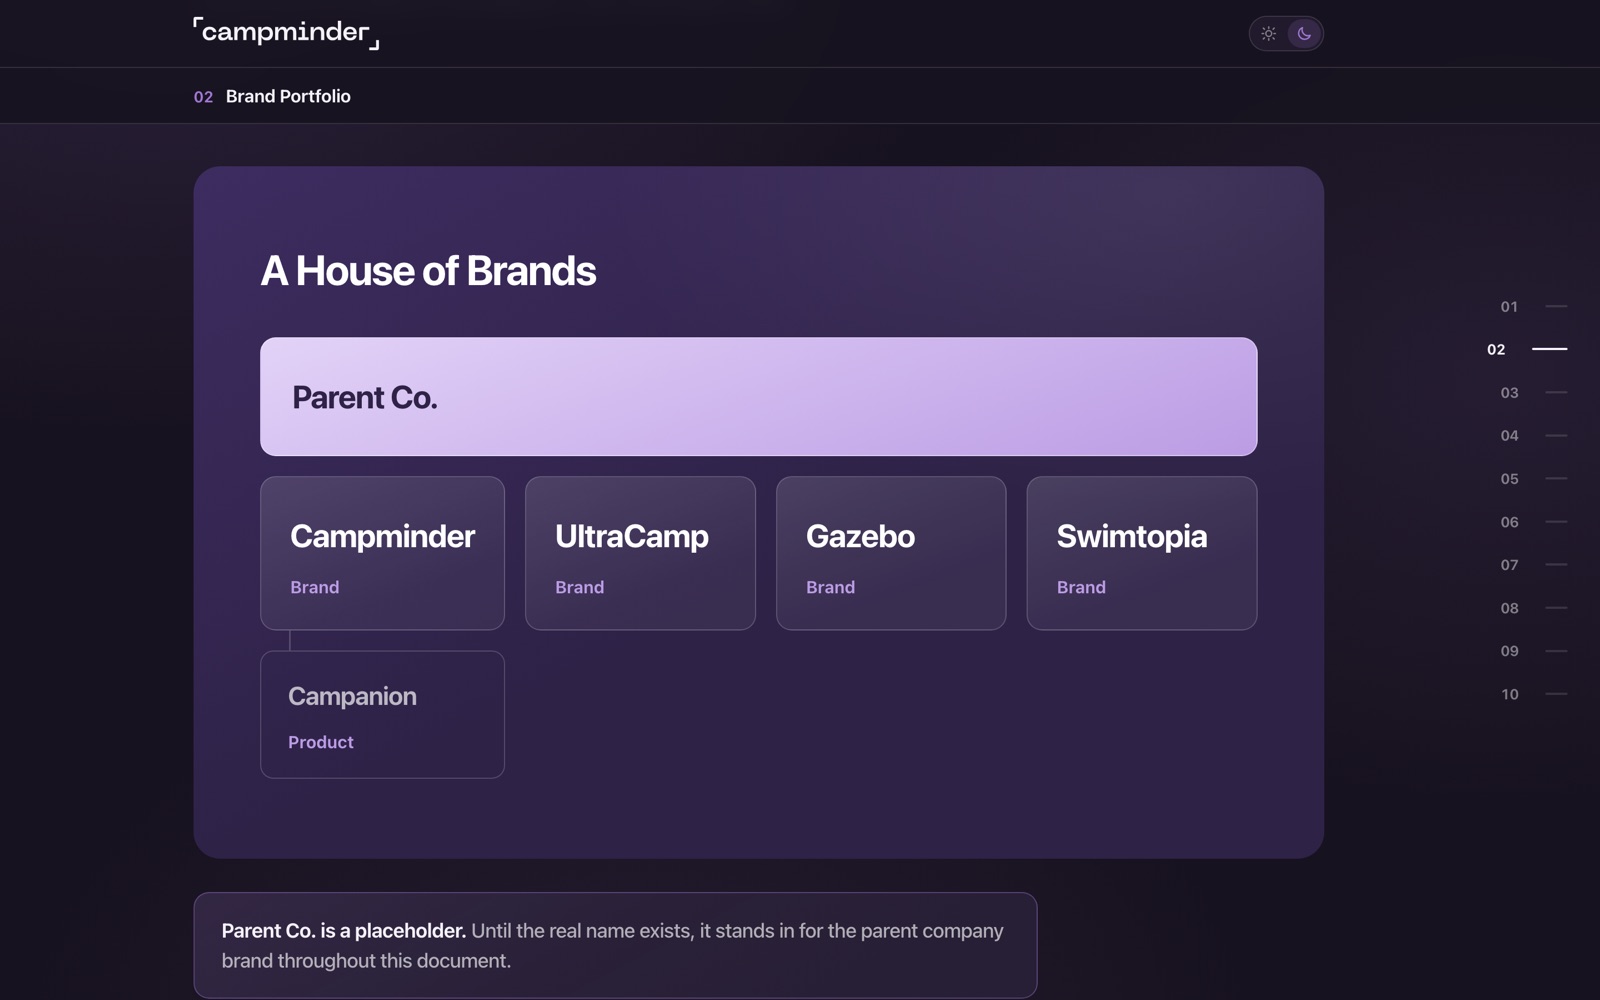 campminder
02 Brand Portfolio
A House of Brands
Parent Co.
Campminder
Brand
UltraCamp
Brand
Gazebo
Brand
Swimtopia
Brand
Campanion
Product
Parent Co. is a placeholder. Until the real name exists, it stands in for the parent company
brand throughout this document.
01
02
03
04
05
06
07
08
09
10